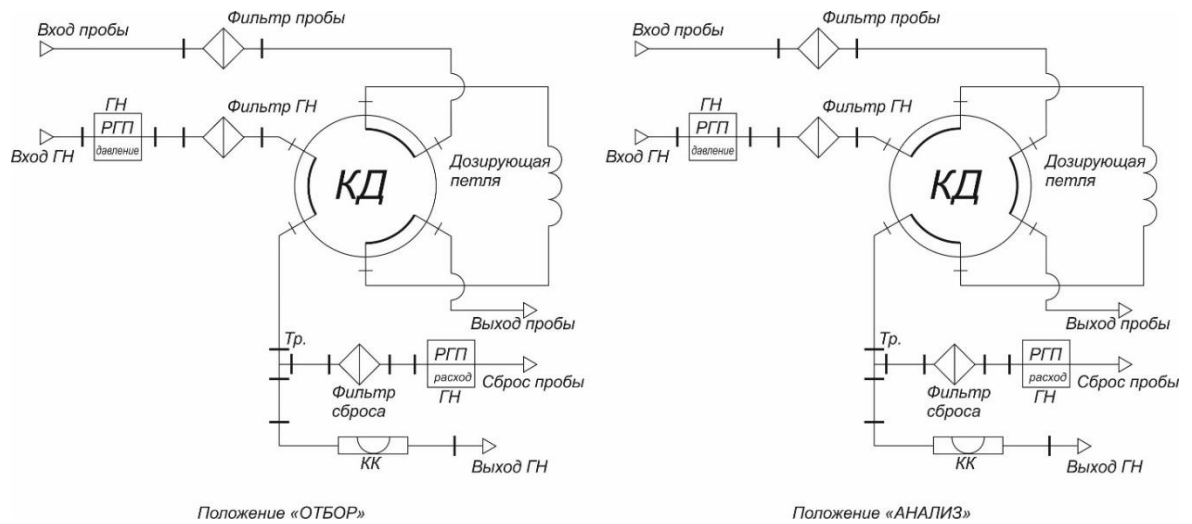 Вход пробы
Фильтр пробы
ГН
РГП
давление
Вход ГН
Фильтр ГН
КД
Дозирующая
петля
Выход пробы
Тр.
РГП
расход
ГН
Сброс пробы
Фильтр
сброса
КК
Выход ГН
Положение «ОТБОР»
Вход пробы
Фильтр пробы
ГН
РГП
давление
Вход ГН
Фильтр ГН
КД
Дозирующая
петля
Выход пробы
Тр.
РГП
расход
ГН
Сброс пробы
Фильтр
сброса
КК
Выход ГН
Положение «АНАЛИЗ»